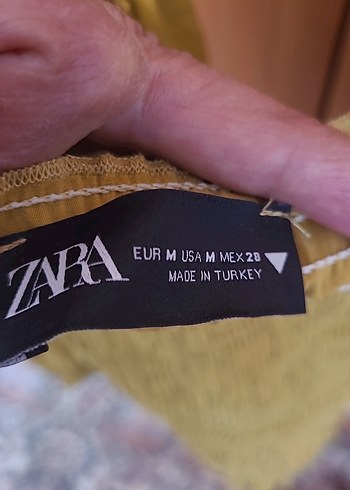 ZARA
EUR M USA M MEX 28
MADE IN TURKEY